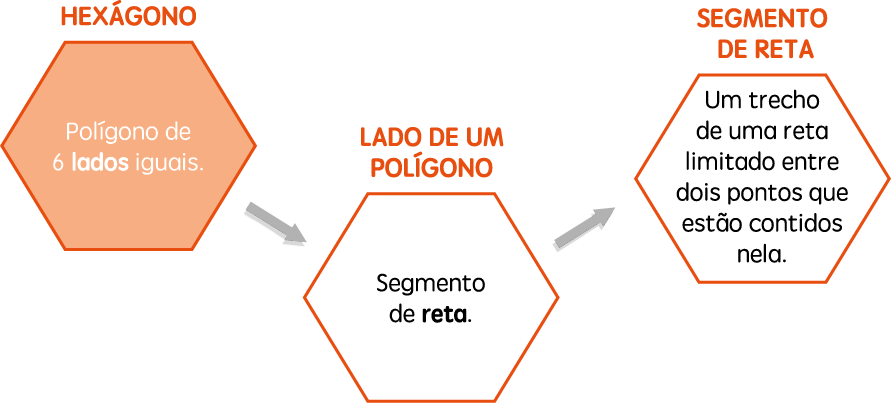 HEXÁGONO
Polígono de
6 lados iguais.
LADO DE UM
POLÍGONO
Segmento
de reta.
SEGMENTO
DE RETA
Um trecho
de uma reta
limitado entre
dois pontos que
estão contidos
nela.